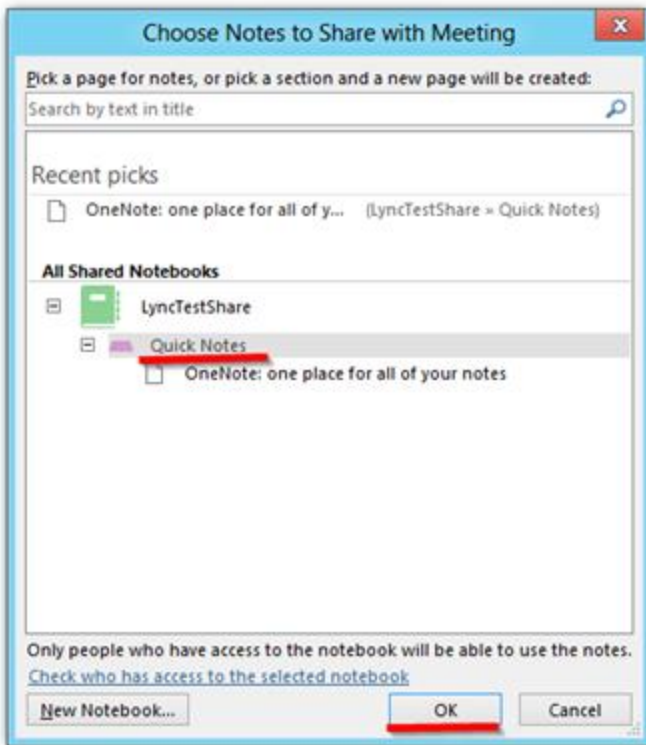 Choose Notes to Share with Meeting
x
Pick a page for notes, or pick a section and a new page will be created:
Search by text in title
Recent picks
OneNote: one place for all of y... (LyncTestShare » Quick Notes)
All Shared Notebooks
LyncTestShare
Quick Notes
OneNote: one place for all of your notes
Only people who have access to the notebook will be able to use the notes.
Check who has access to the selected notebook
New Notebook... OK Cancel